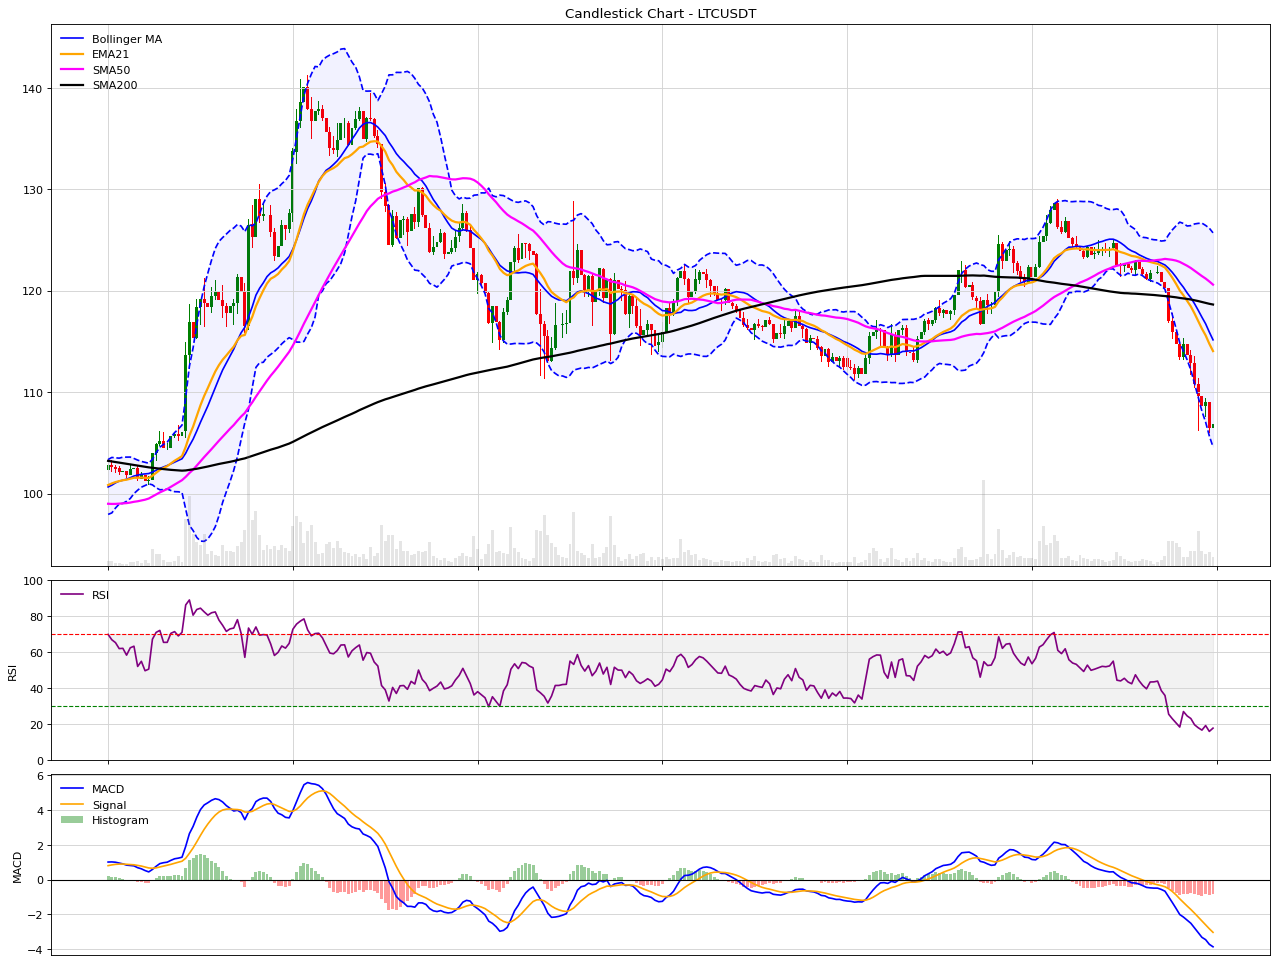 Candlestick Chart - LTCUSDT
Bollinger MA
EMA21
SMA50
SMA200
140
130
120
110
100
RSI
100
80
60
40
20
0
RSI
MACD
Signal
Histogram
6
4
2
0
−2
−4
MACD